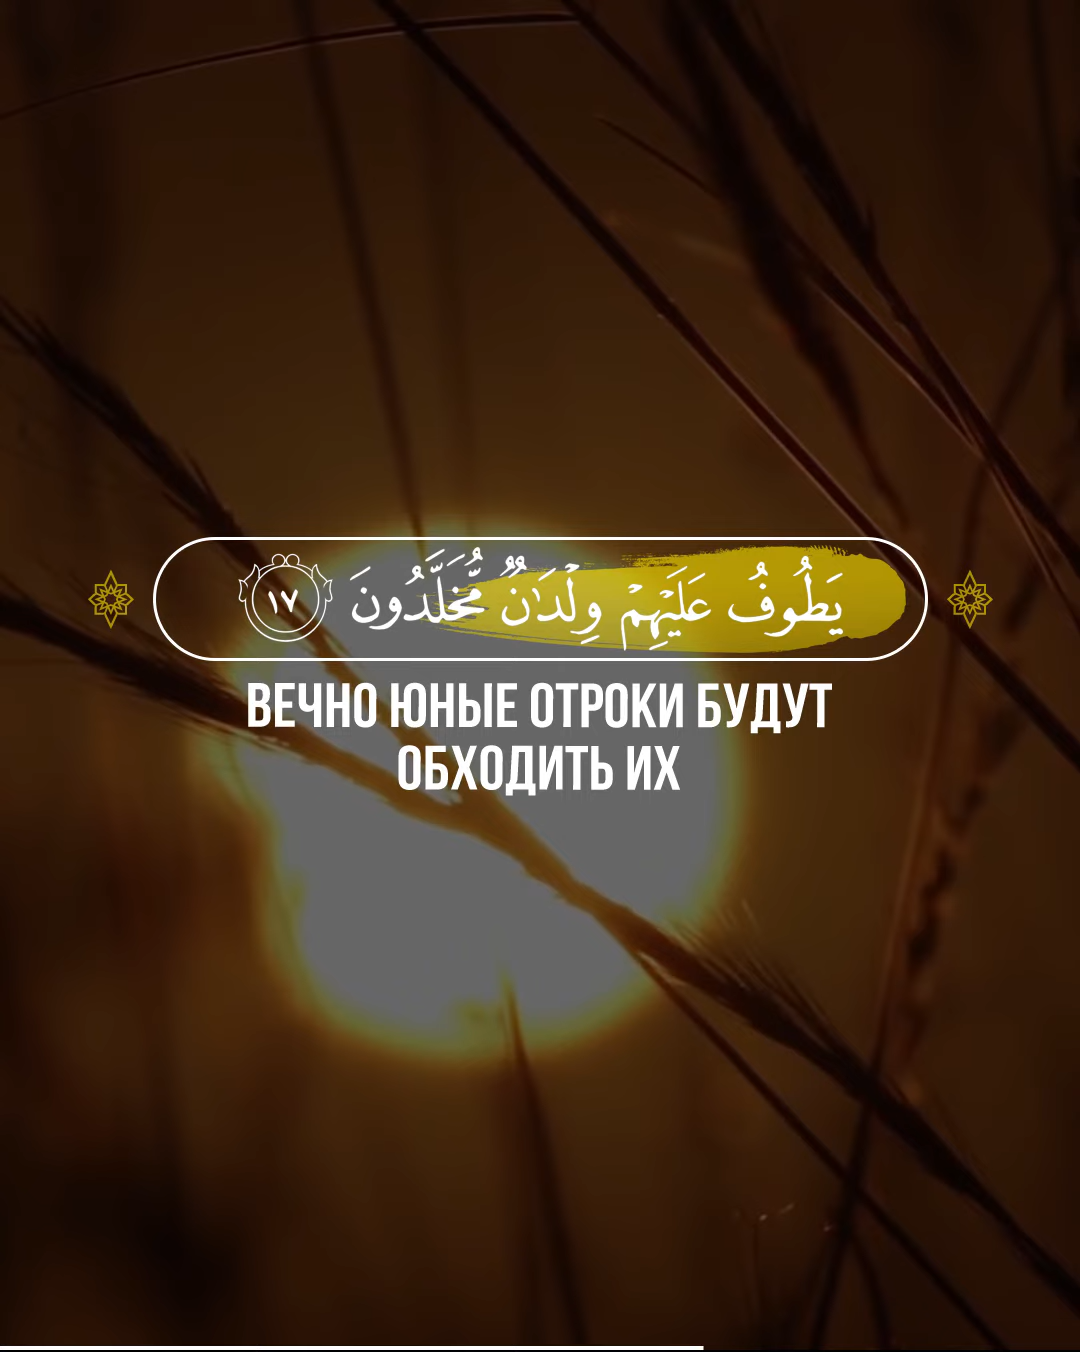 يَطُوفُ عَلَيْهِمْ وِلْدَٰنٌ مُّخَلَّدُونَ ١٧
ВЕЧНО ЮНЫЕ ОТРОКИ БУДУТ
ОБХОДИТЬ ИХ